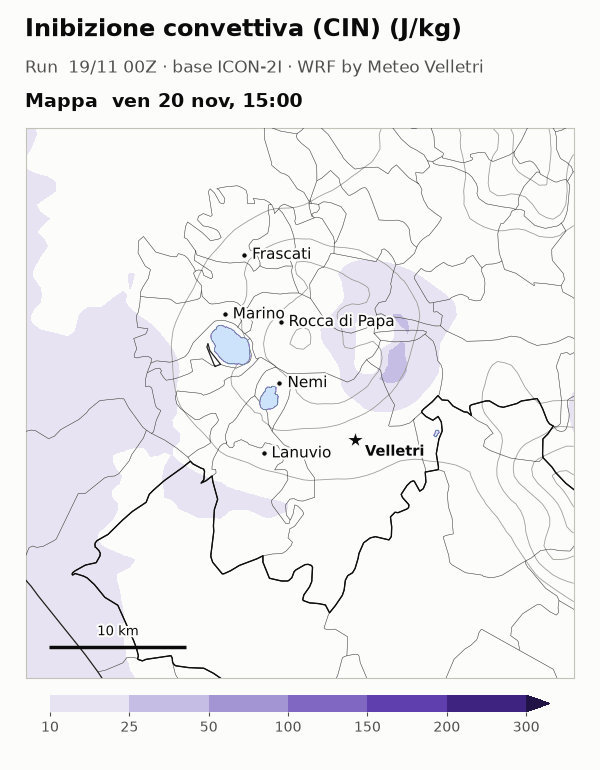 Inibizione convettiva (CIN) (J/kg)
Run  19/11 00Z · base ICON-2I · WRF by Meteo Velletri
Mappa  ven 20 nov, 15:00
Frascati
Marino
Rocca di Papa
Nemi
Velletri
Lanuvio
10 km
10 25 50 100 150 200 300